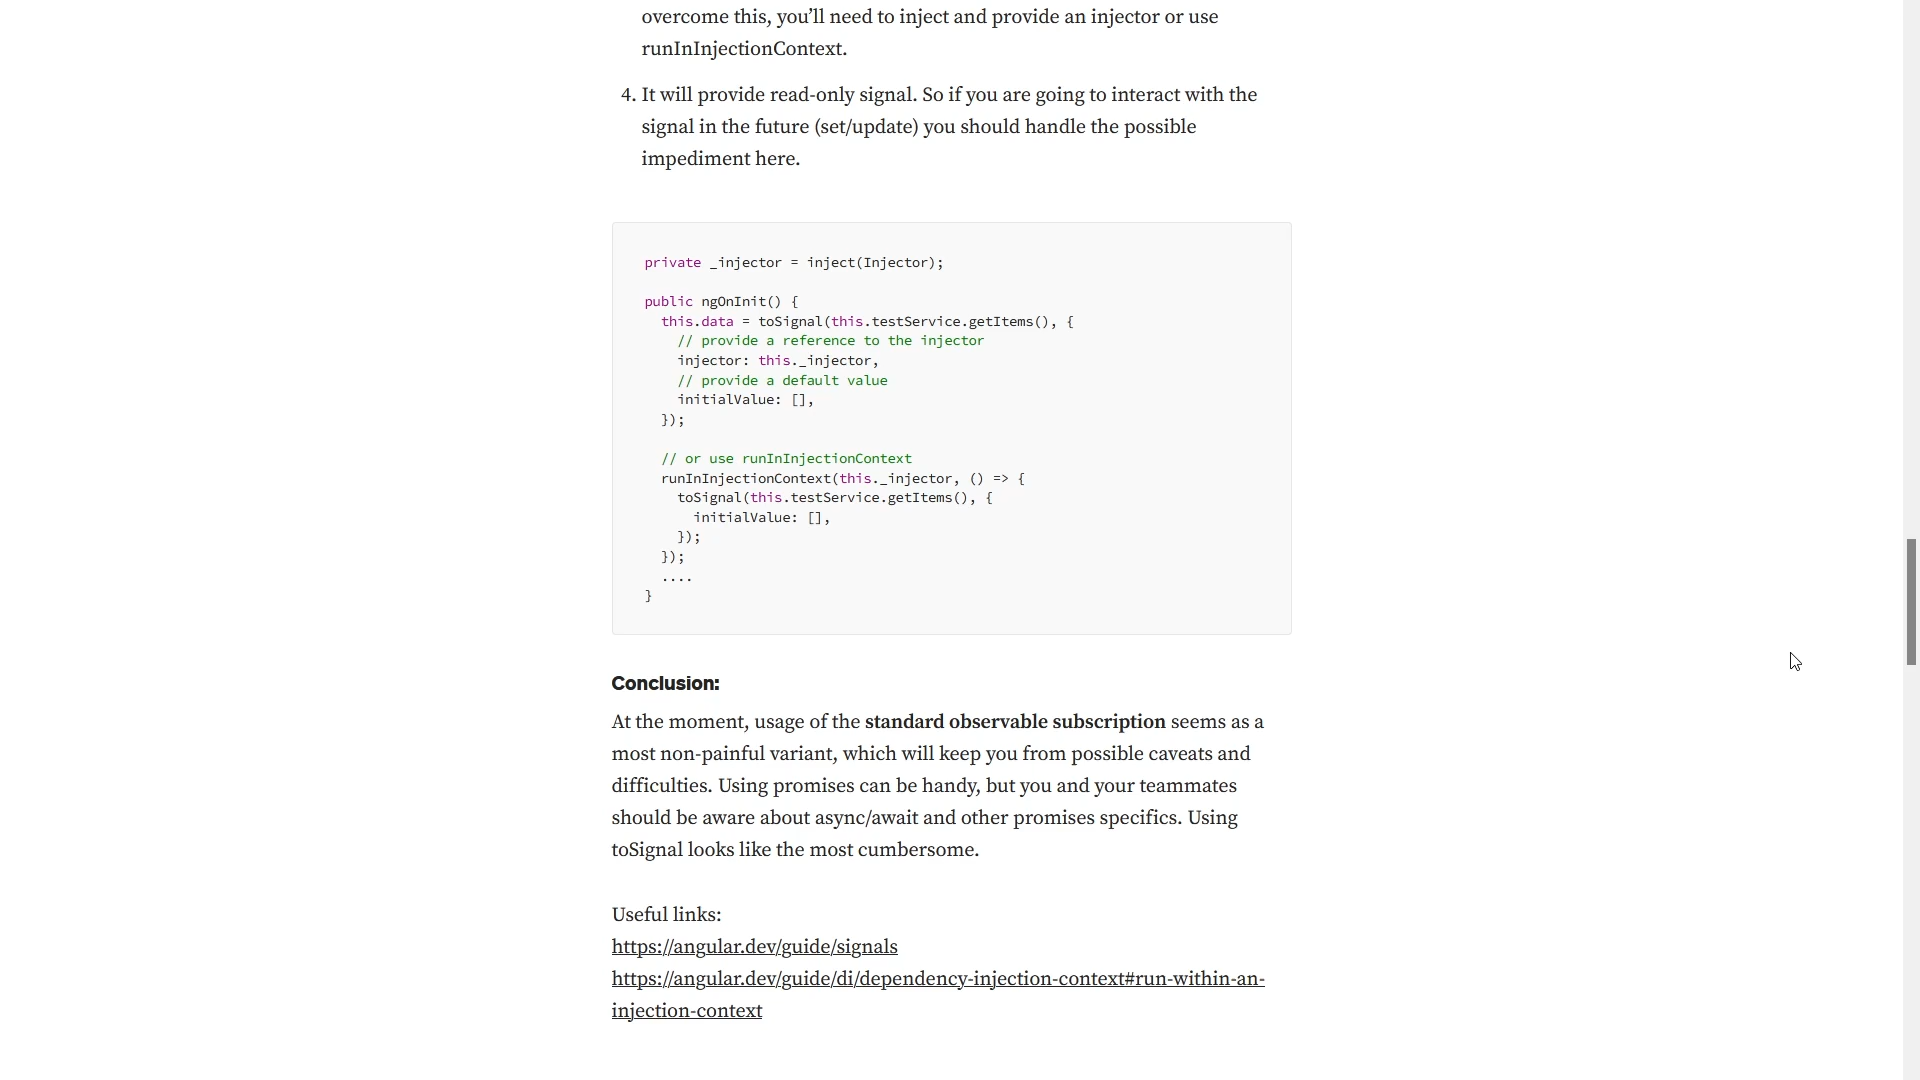 overcome this, you’ll need to inject and provide an injector or use
runInInjectionContext.
4. It will provide read-only signal. So if you are going to interact with the
signal in the future (set/update) you should handle the possible
impediment here.
private _injector = inject(Injector);
public ngOnInit() {
this.data = toSignal(this.testService.getItems(), {
// provide a reference to the injector
injector: this._injector,
// provide a default value
initialValue: [],
});
// or use runInInjectionContext
runInInjectionContext(this._injector, () => {
toSignal(this.testService.getItems(), {
initialValue: [],
});
});
....
}
Conclusion:
At the moment, usage of the standard observable subscription seems as a
most non-painful variant, which will keep you from possible caveats and
difficulties. Using promises can be handy, but you and your teammates
should be aware about async/await and other promises specifics. Using
toSignal looks like the most cumbersome.
Useful links:
https://angular.dev/guide/signals
https://angular.dev/guide/di/dependency-injection-context#run-within-an-
injection-context